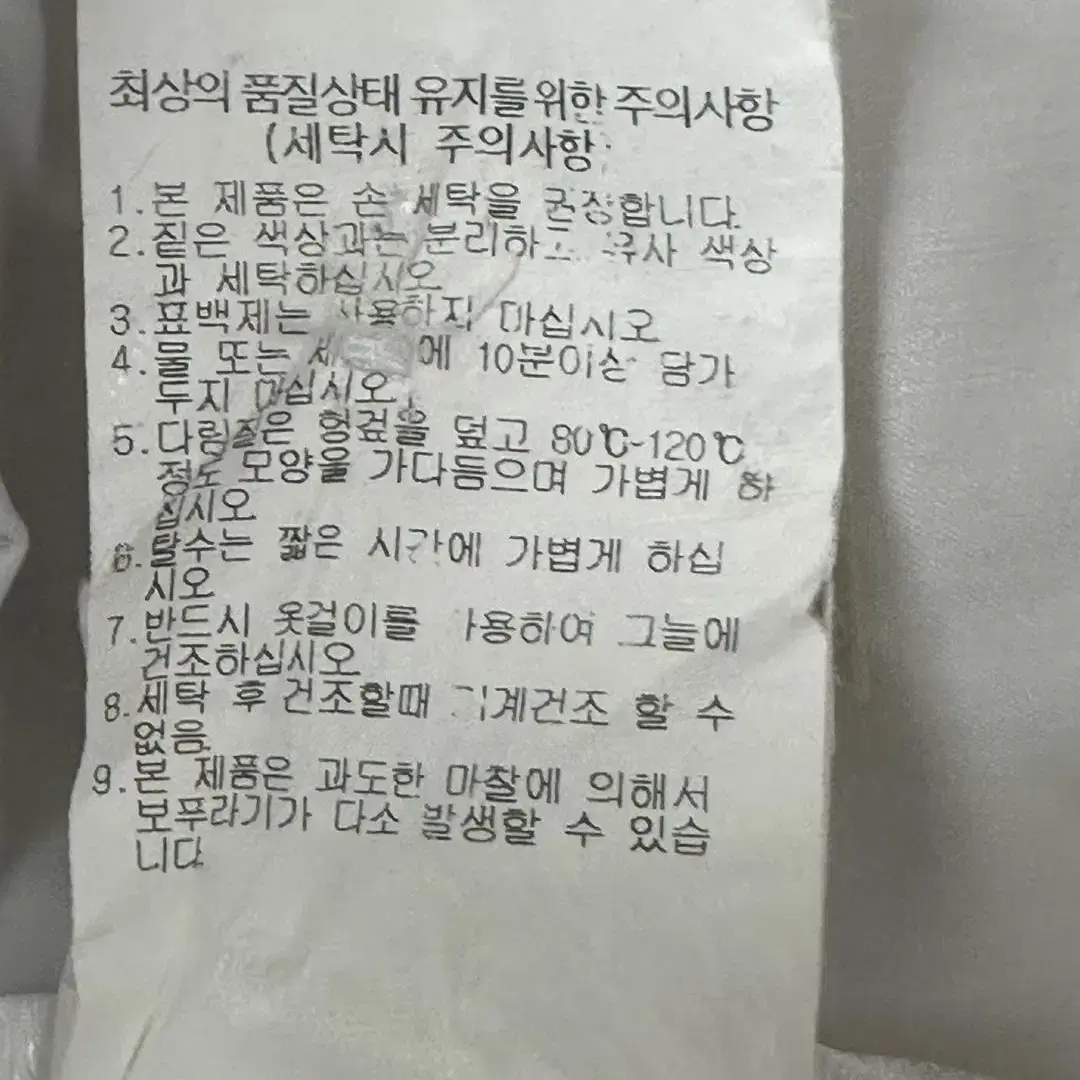 최상의 품질상태 유지를위한 주의사항
(세탁시 주의사항
1. 본 제품은 손 세탁을 권장합니다.
2. 짙은 색상과는 분리하고 색상
과 세탁하십시오
3. 표백제는 사용하지 마십시오
4. 물 또는 에 10분이상 담가
두지 마십시오.
5. 다림질은 헝겊을 덮고 80℃-120℃
정도 모양을 가다듬으며 가볍게 하
십시오
6. 탈수는 짧은 시간에 가볍게 하십
시오
7. 반드시 옷걸이를 사용하여 그늘에
건조하십시오
8. 세탁 후 건조할때 기계건조 할 수
없음
9. 본 제품은 과도한 마찰에 의해서
보푸라기가 다소 발생할 수 있습
니다